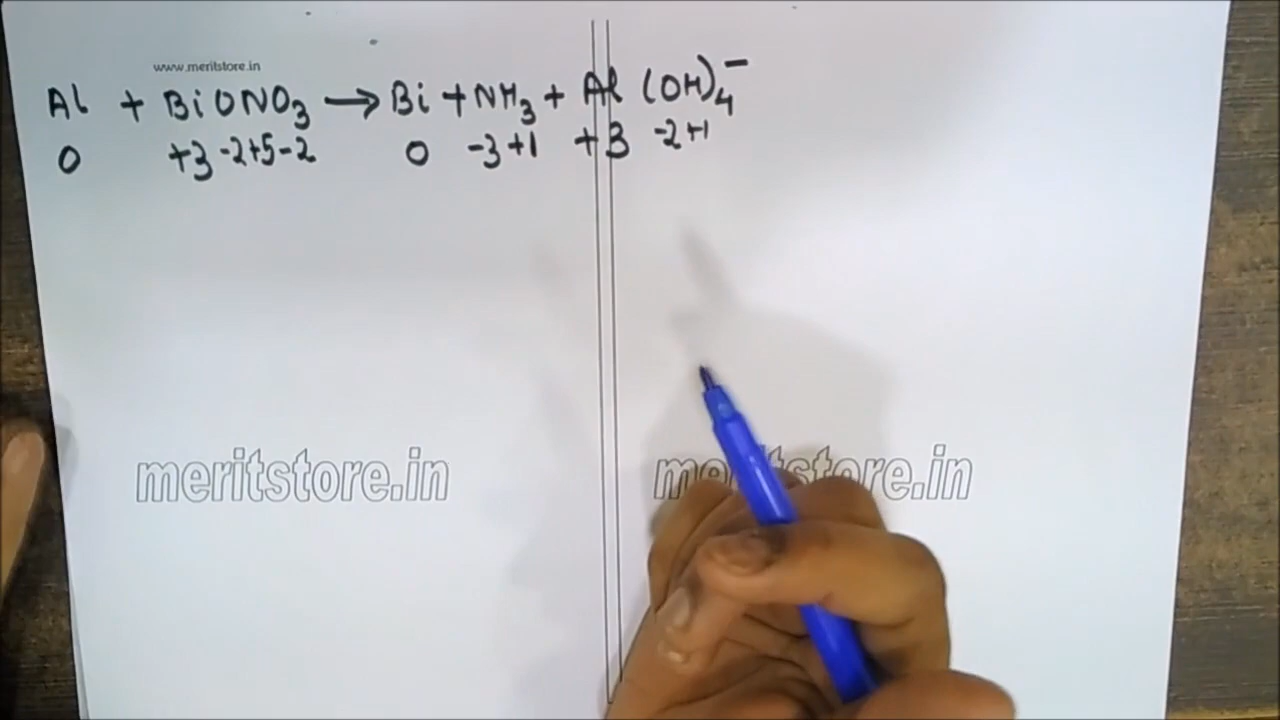 www.meritstore.in
Al + BiONO3 → Bi + NH3 + Al (OH)4−
0 +3 -2+5-2 0 -3+1 +3 -2+1
meritstore.in meritstore.in